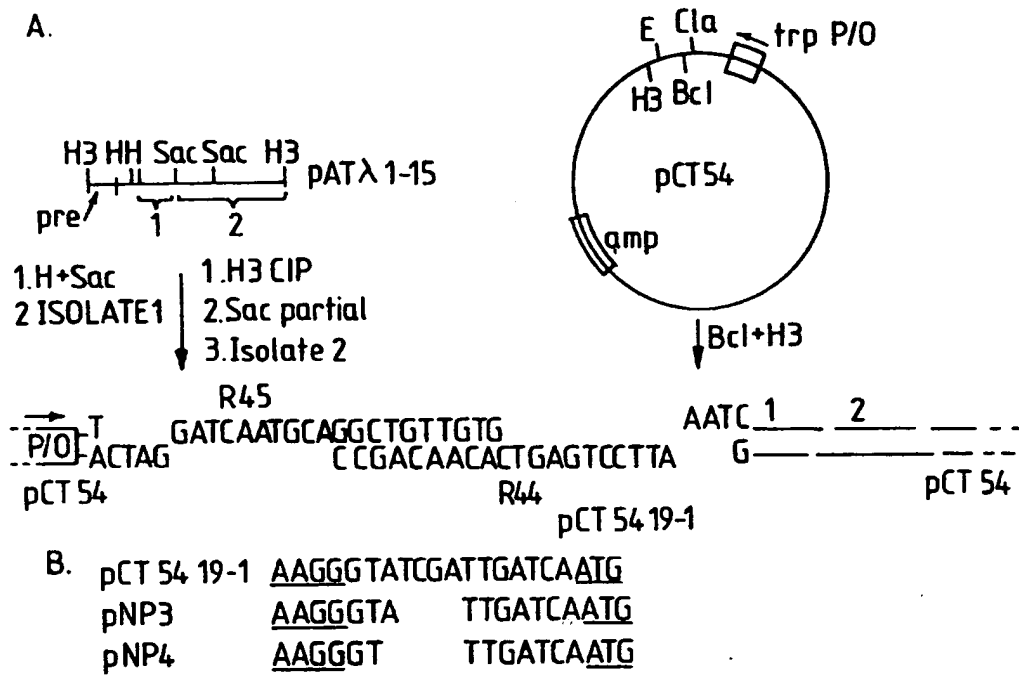 A.
E Cla trp P/O
H3 Bcl
pCT54
amp
H3 HH Sac Sac H3
pATλ 1-15
pre
1 2
1.H+Sac
2 ISOLATE1
1.H3 CIP
2.Sac partial
3.Isolate 2
Bcl+H3
R45
P/O T GATCAATGCAGGCTGTTGTG AATC 1 2
ACTAG CCGACAACACTGAGTCCTTA G
pCT 54 R44 pCT 54
pCT 54 19-1
B.
pCT 54 19-1 AAGGGTATCGATTGATCAATG
pNP3 AAGGGTA TTGATCAATG
pNP4 AAGGGT TTGATCAATG